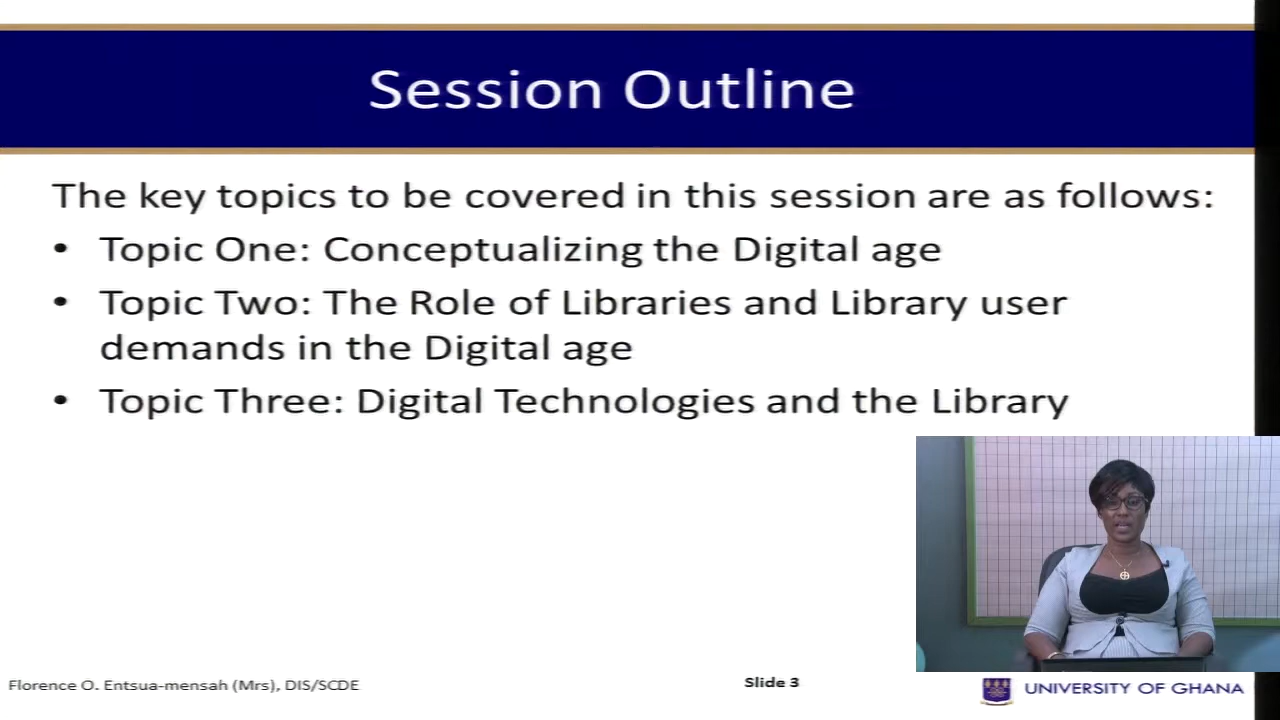 Session Outline
The key topics to be covered in this session are as follows:
• Topic One: Conceptualizing the Digital age
• Topic Two: The Role of Libraries and Library user
demands in the Digital age
• Topic Three: Digital Technologies and the Library
Florence O. Entsua-mensah (Mrs), DIS/SCDE
Slide 3
UNIVERSITY OF GHANA